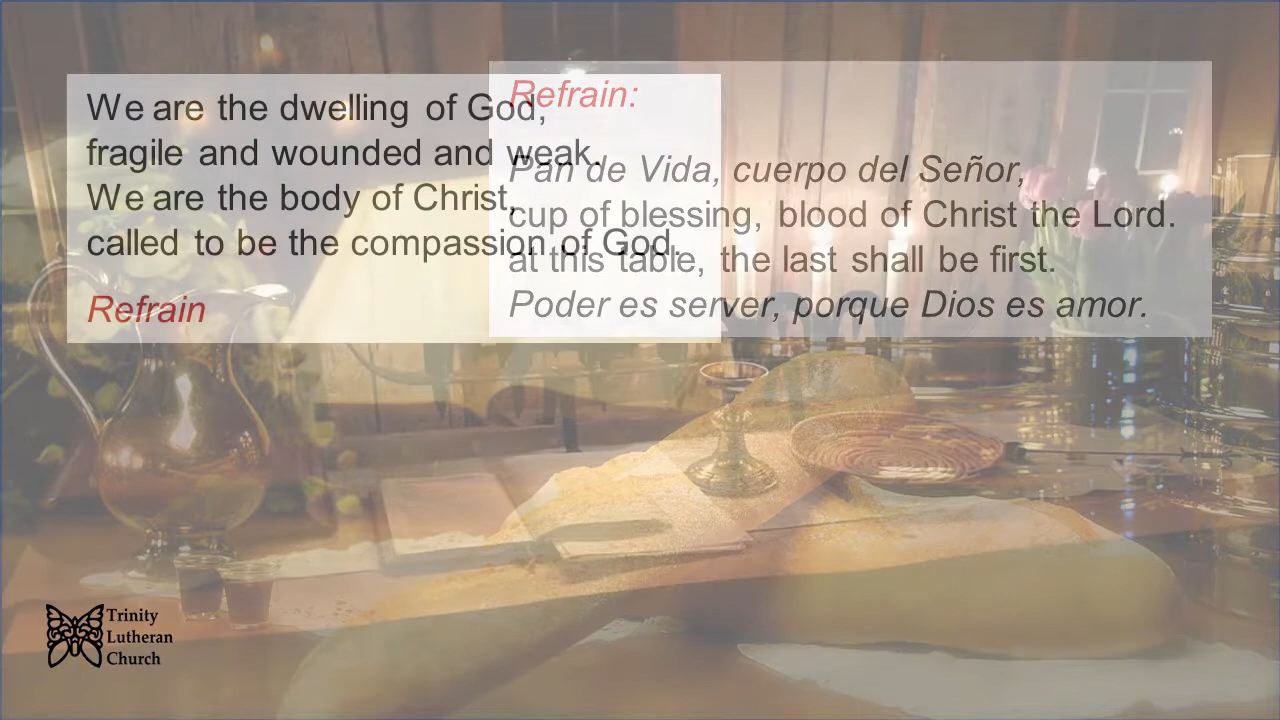 We are the dwelling of God,
fragile and wounded and weak.
We are the body of Christ,
called to be the compassion of God.
Refrain
Refrain:
Pan de Vida, cuerpo del Señor,
cup of blessing, blood of Christ the Lord.
at this table, the last shall be first.
Poder es server, porque Dios es amor.
Trinity
Lutheran
Church